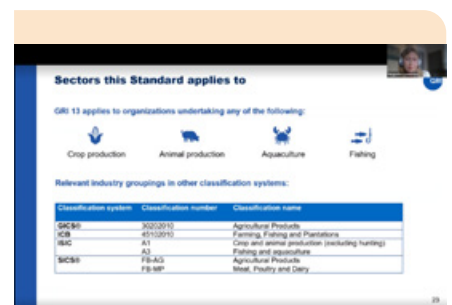 Sectors this Standard applies to
GRI
GRI 13 applies to organizations undertaking any of the following:
Crop production Animal production Aquaculture Fishing
Relevant industry groupings in other classification systems:
Classification system Classification number Classification name
GICS® 30202010 Agricultural Products
ICB 45102010 Farming, Fishing and Plantations
ISIC A1 Crop and animal production (excluding hunting)
A3 Fishing and aquaculture
SICS® FB-AG Agricultural Products
FB-MP Meat, Poultry and Dairy
23